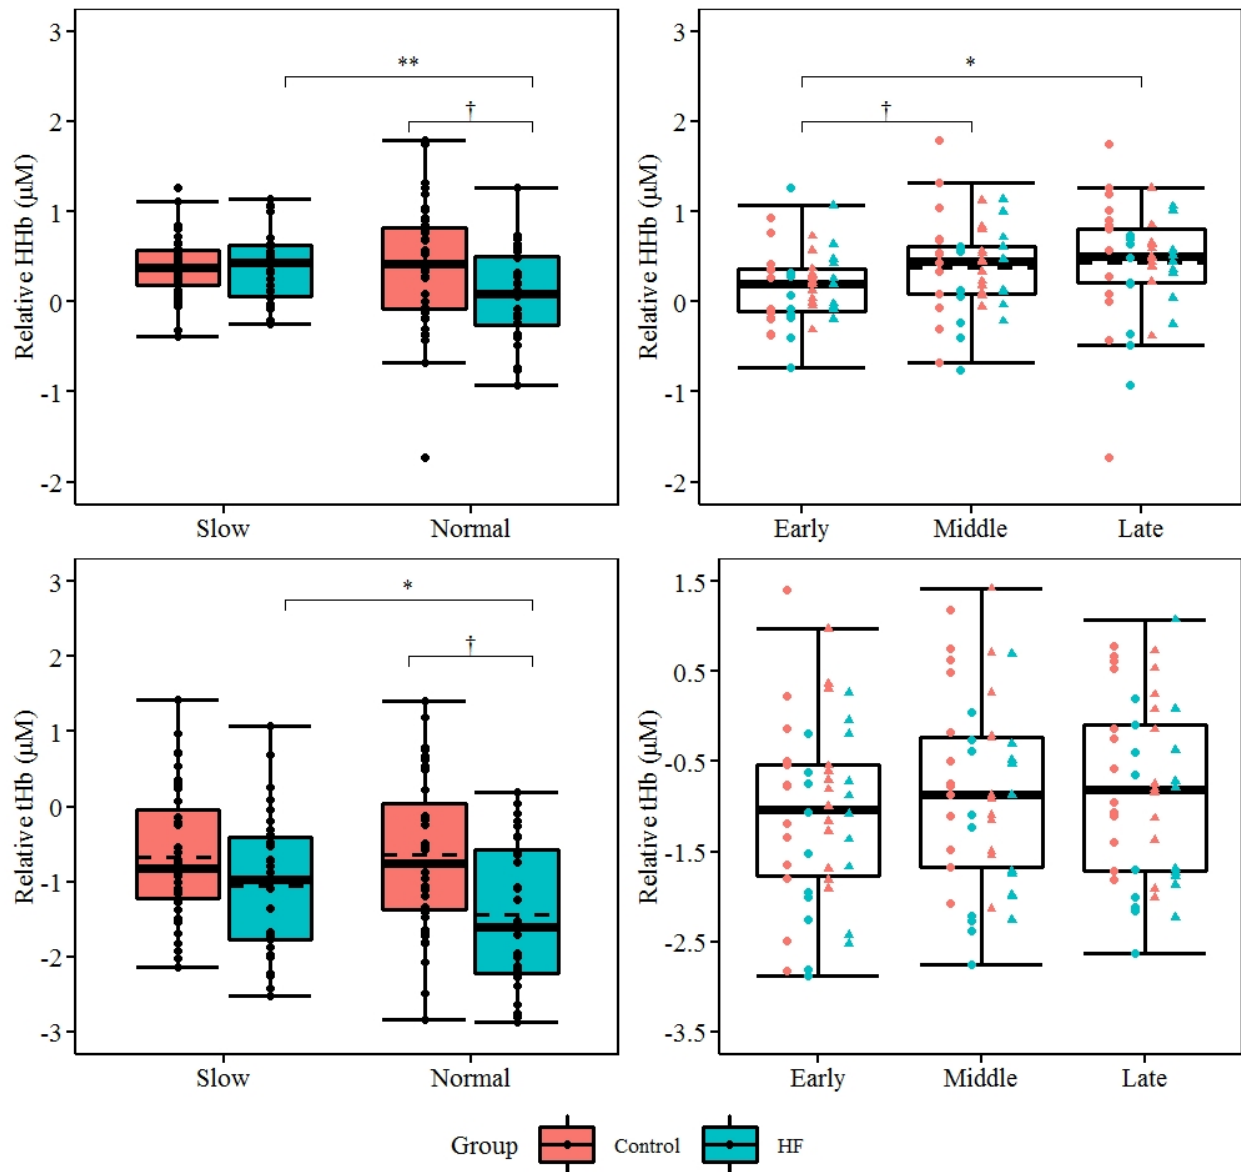 Relative HHb (μM)
3
2
1
0
-1
-2
**
†
Slow
Normal
Relative HHb (μM)
3
2
1
0
-1
-2
*
†
Early
Middle
Late
Relative tHb (μM)
3
2
1
0
-1
-2
-3
*
†
Slow
Normal
Relative tHb (μM)
1.5
0.5
-0.5
-1.5
-2.5
-3.5
Early
Middle
Late
Group
Control
HF